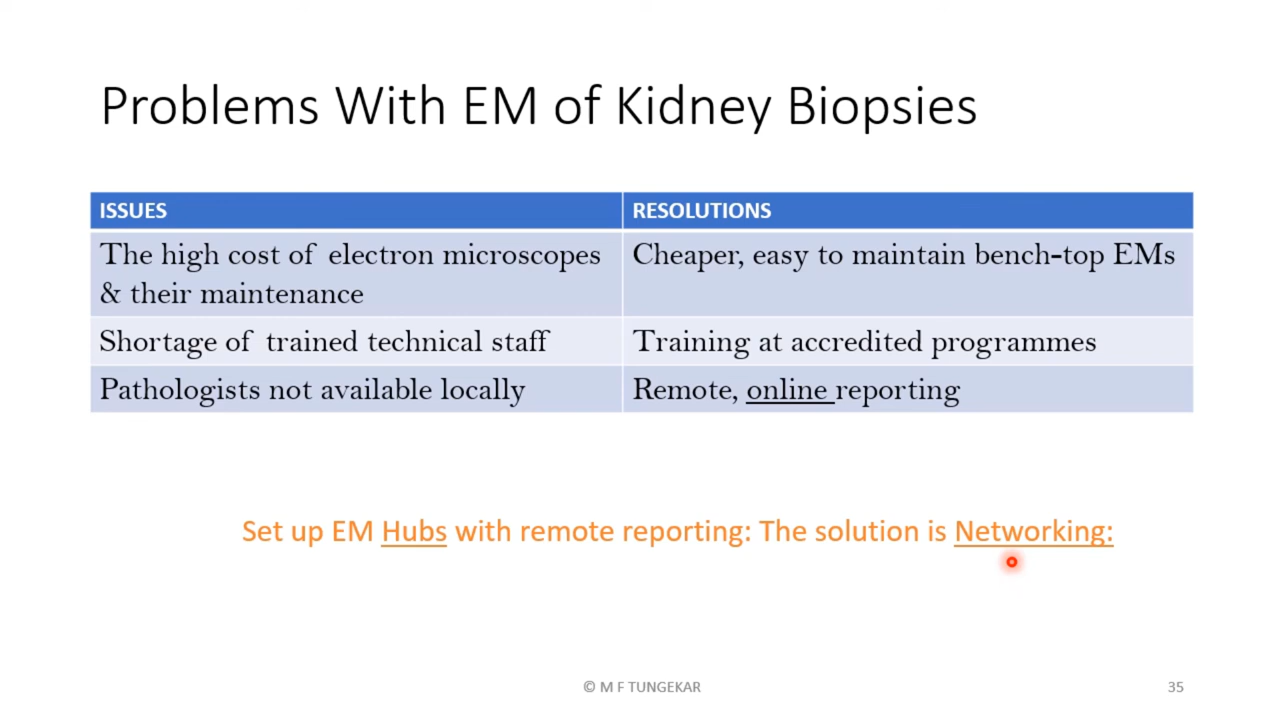 Problems With EM of Kidney Biopsies
ISSUES
RESOLUTIONS
The high cost of electron microscopes
& their maintenance
Cheaper, easy to maintain bench-top EMs
Shortage of trained technical staff
Training at accredited programmes
Pathologists not available locally
Remote, online reporting
Set up EM Hubs with remote reporting: The solution is Networking:
© M F TUNGEKAR
35